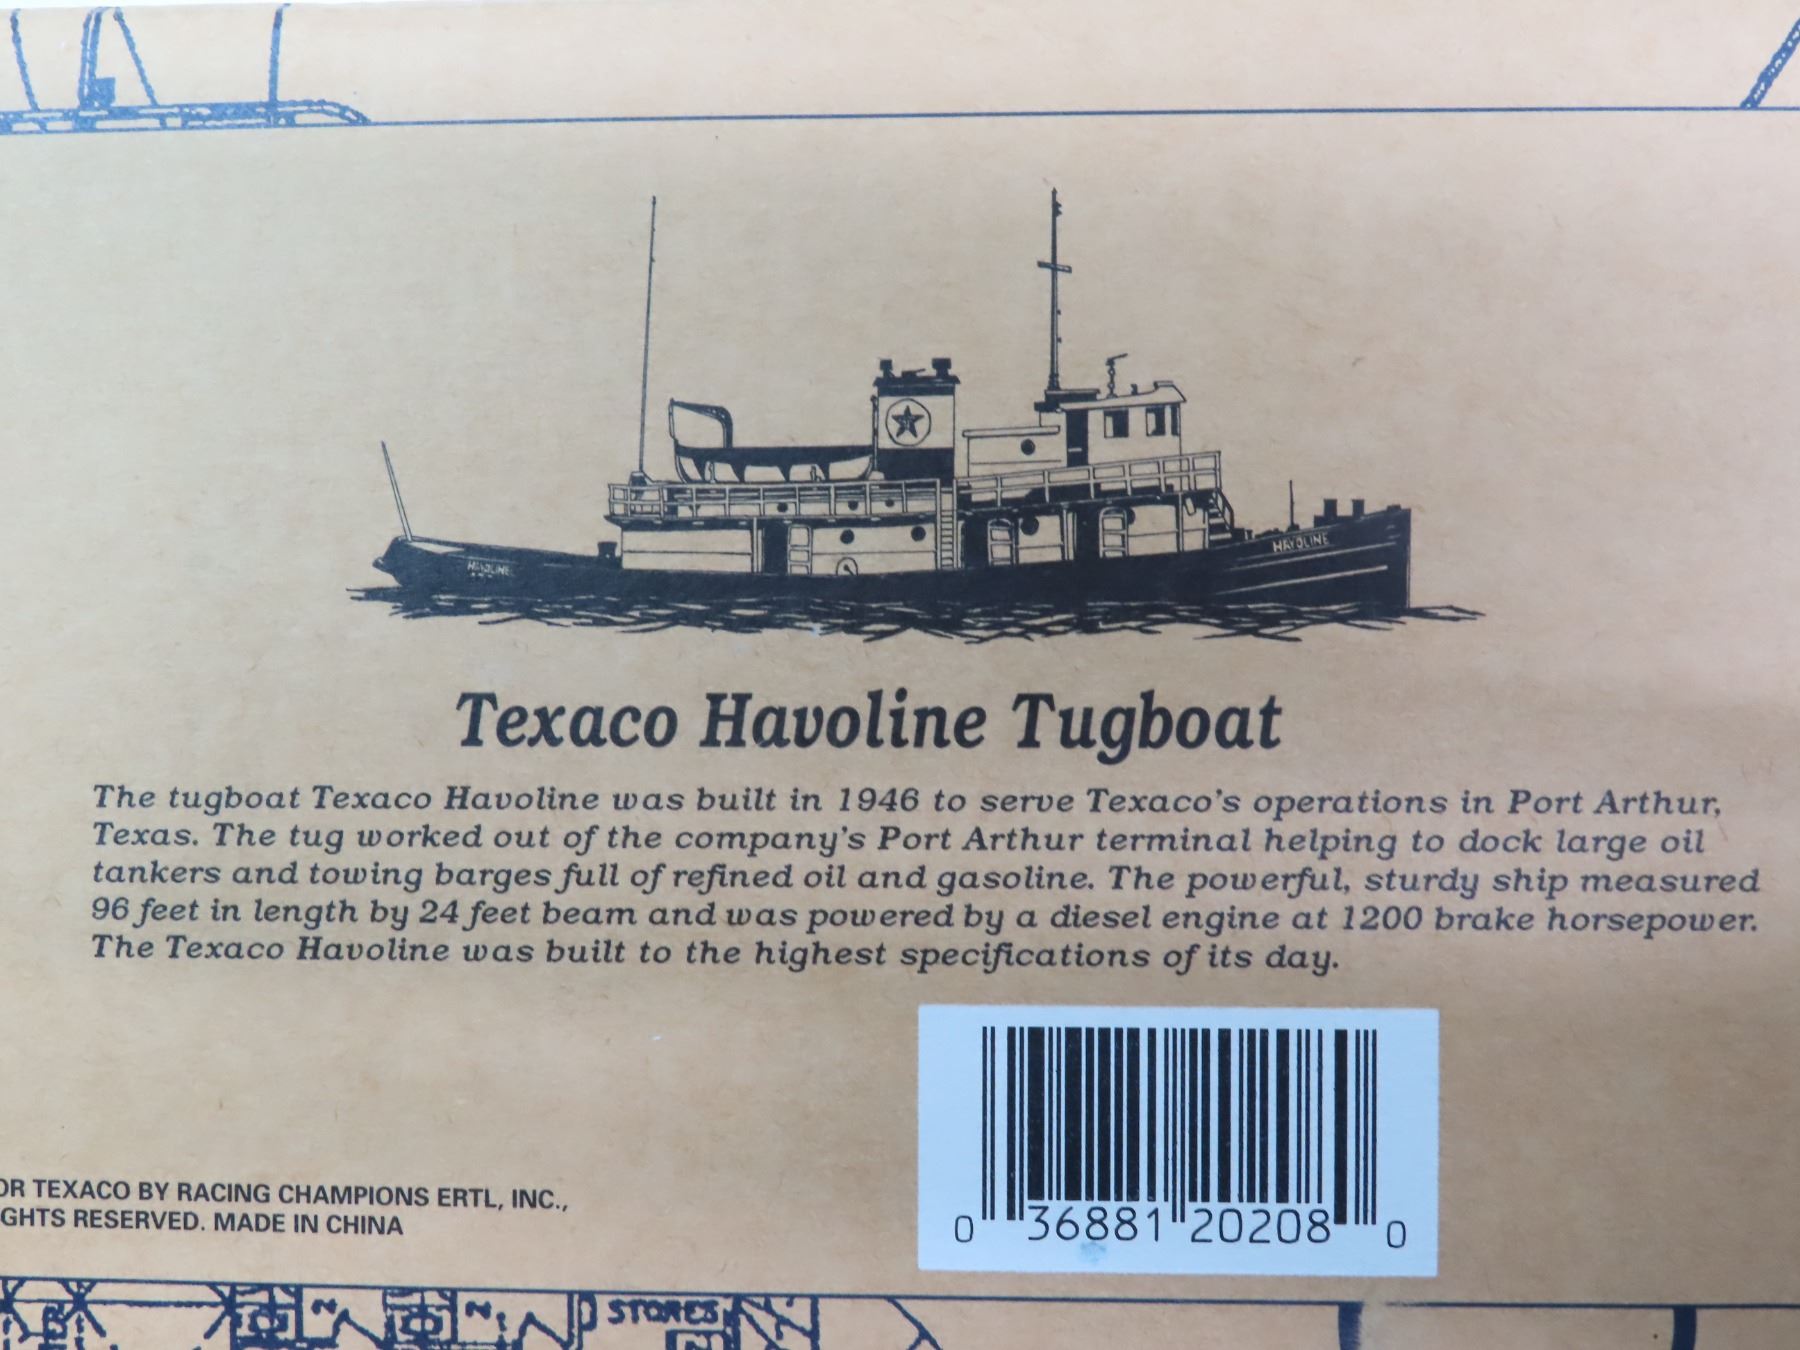 HAVOLINE
HAVOLINE
Texaco Havoline Tugboat
The tugboat Texaco Havoline was built in 1946 to serve Texaco's operations in Port Arthur,
Texas. The tug worked out of the company's Port Arthur terminal helping to dock large oil
tankers and towing barges full of refined oil and gasoline. The powerful, sturdy ship measured
96 feet in length by 24 feet beam and was powered by a diesel engine at 1200 brake horsepower.
The Texaco Havoline was built to the highest specifications of its day.
0 36881 20208 0
OR TEXACO BY RACING CHAMPIONS ERTL, INC.,
GHTS RESERVED. MADE IN CHINA
STORES